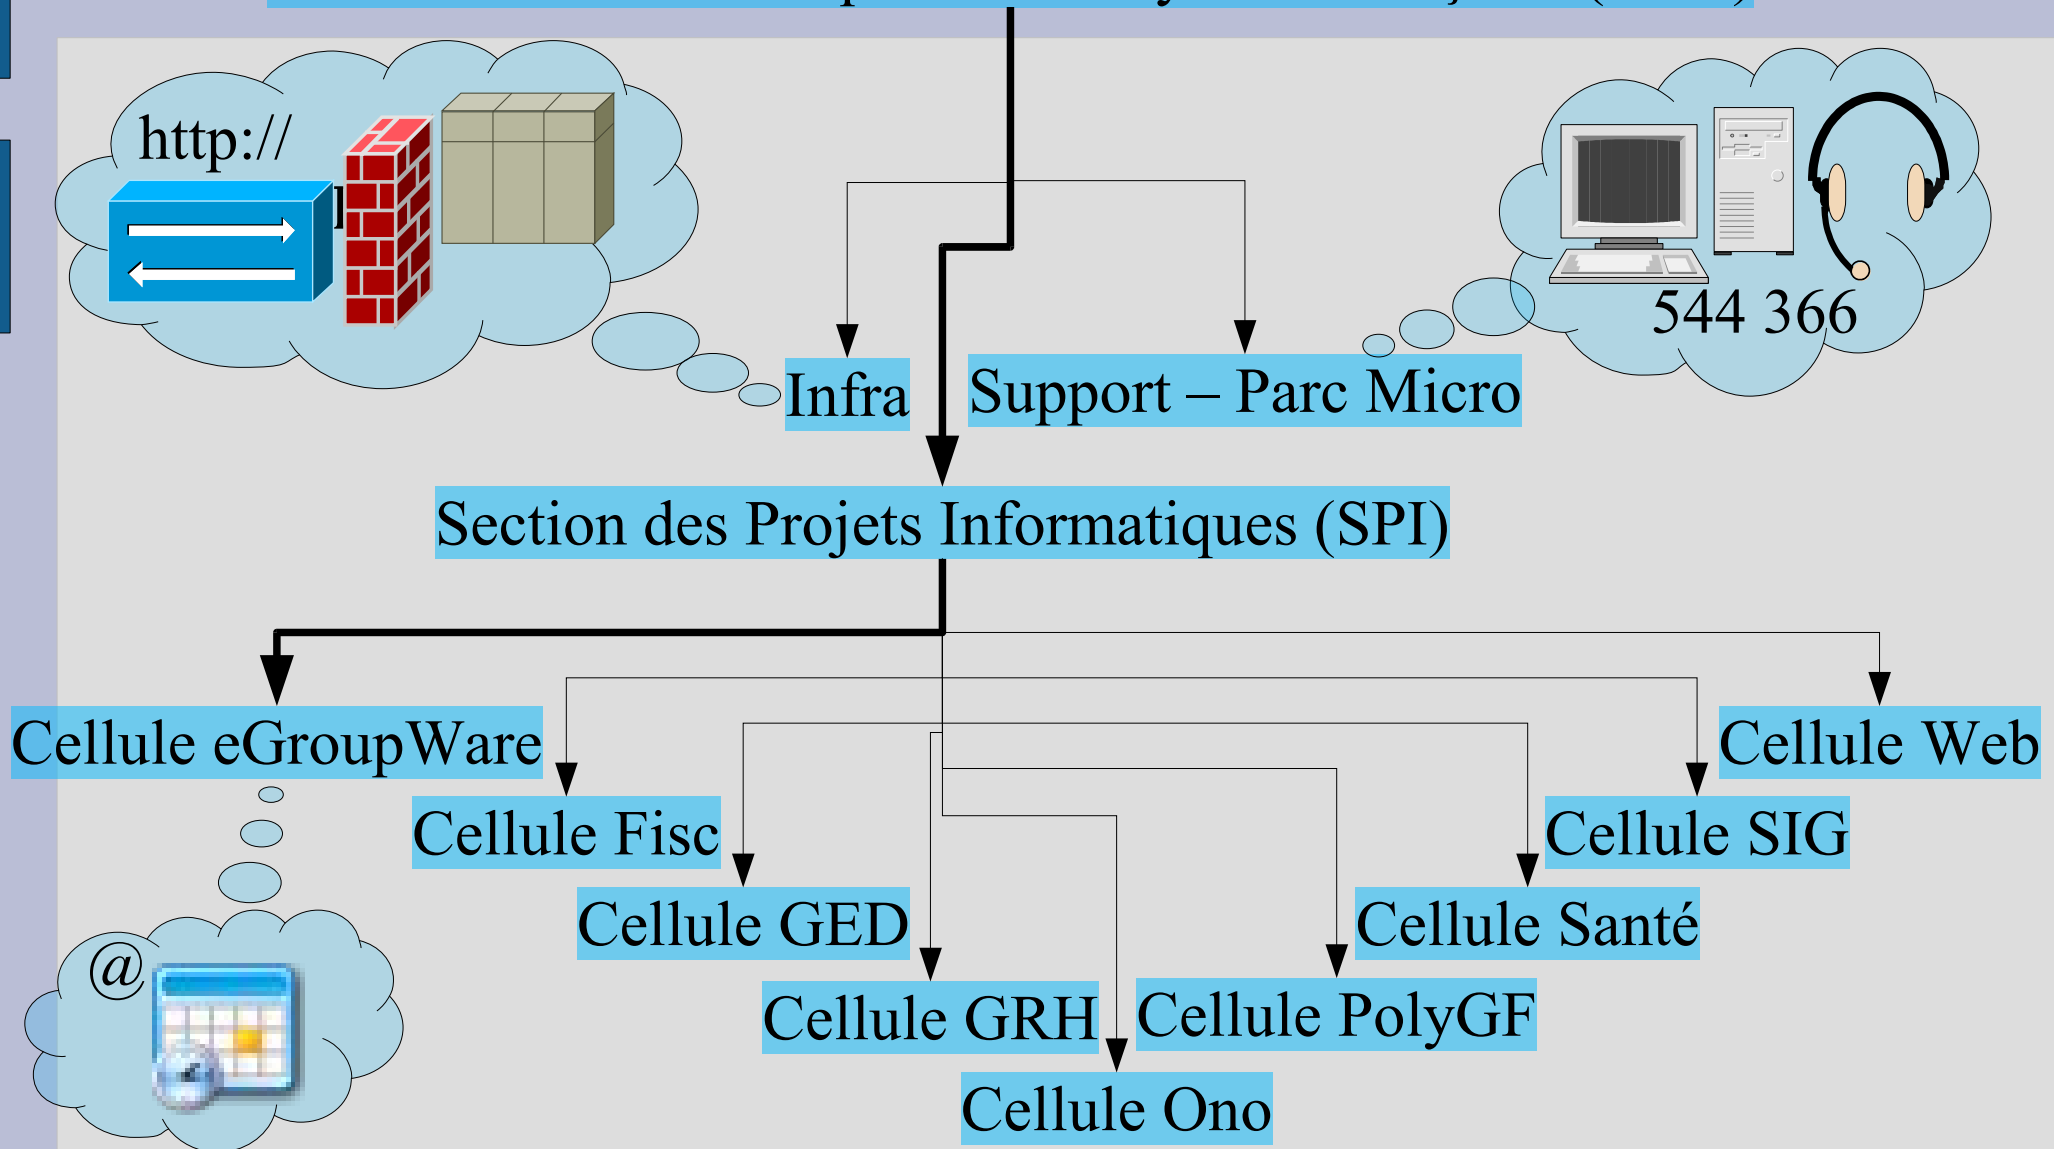 http://
544 366
Infra
Support – Parc Micro
Section des Projets Informatiques (SPI)
Cellule eGroupWare
Cellule Web
Cellule Fisc
Cellule SIG
Cellule GED
Cellule Santé
@
Cellule GRH
Cellule PolyGF
Cellule Ono